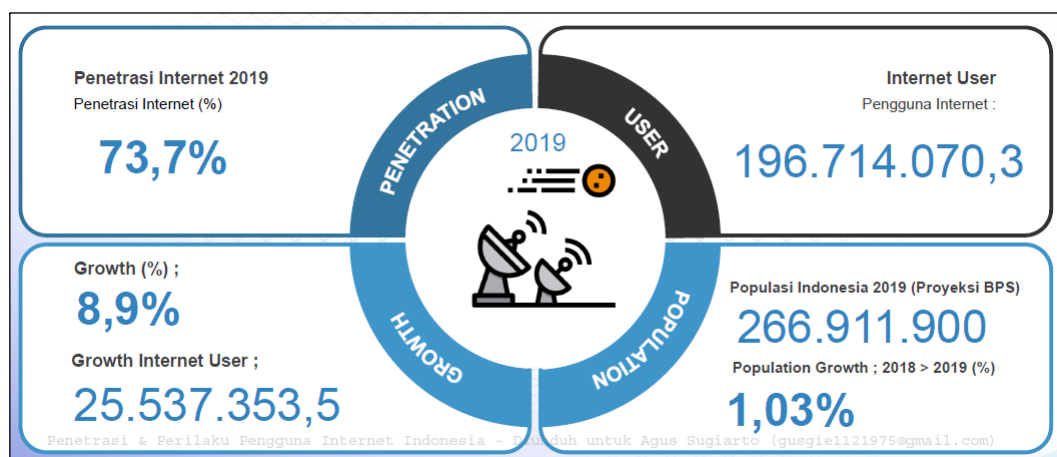 Penetrasi Internet 2019
Penetrasi Internet (%)
73,7%
Internet User
Pengguna Internet :
196.714.070,3
PENETRATION
USER
2019
Growth (%) ;
8,9%
Growth Internet User ;
25.537.353,5
GROWTH
POPULATION
Populasi Indonesia 2019 (Proyeksi BPS)
266.911.900
Population Growth ; 2018 > 2019 (%)
1,03%
Penetrasi & Perilaku Pengguna Internet Indonesia - Diunduh untuk Agus Sugiarto (gusgie1121975@gmail.com)